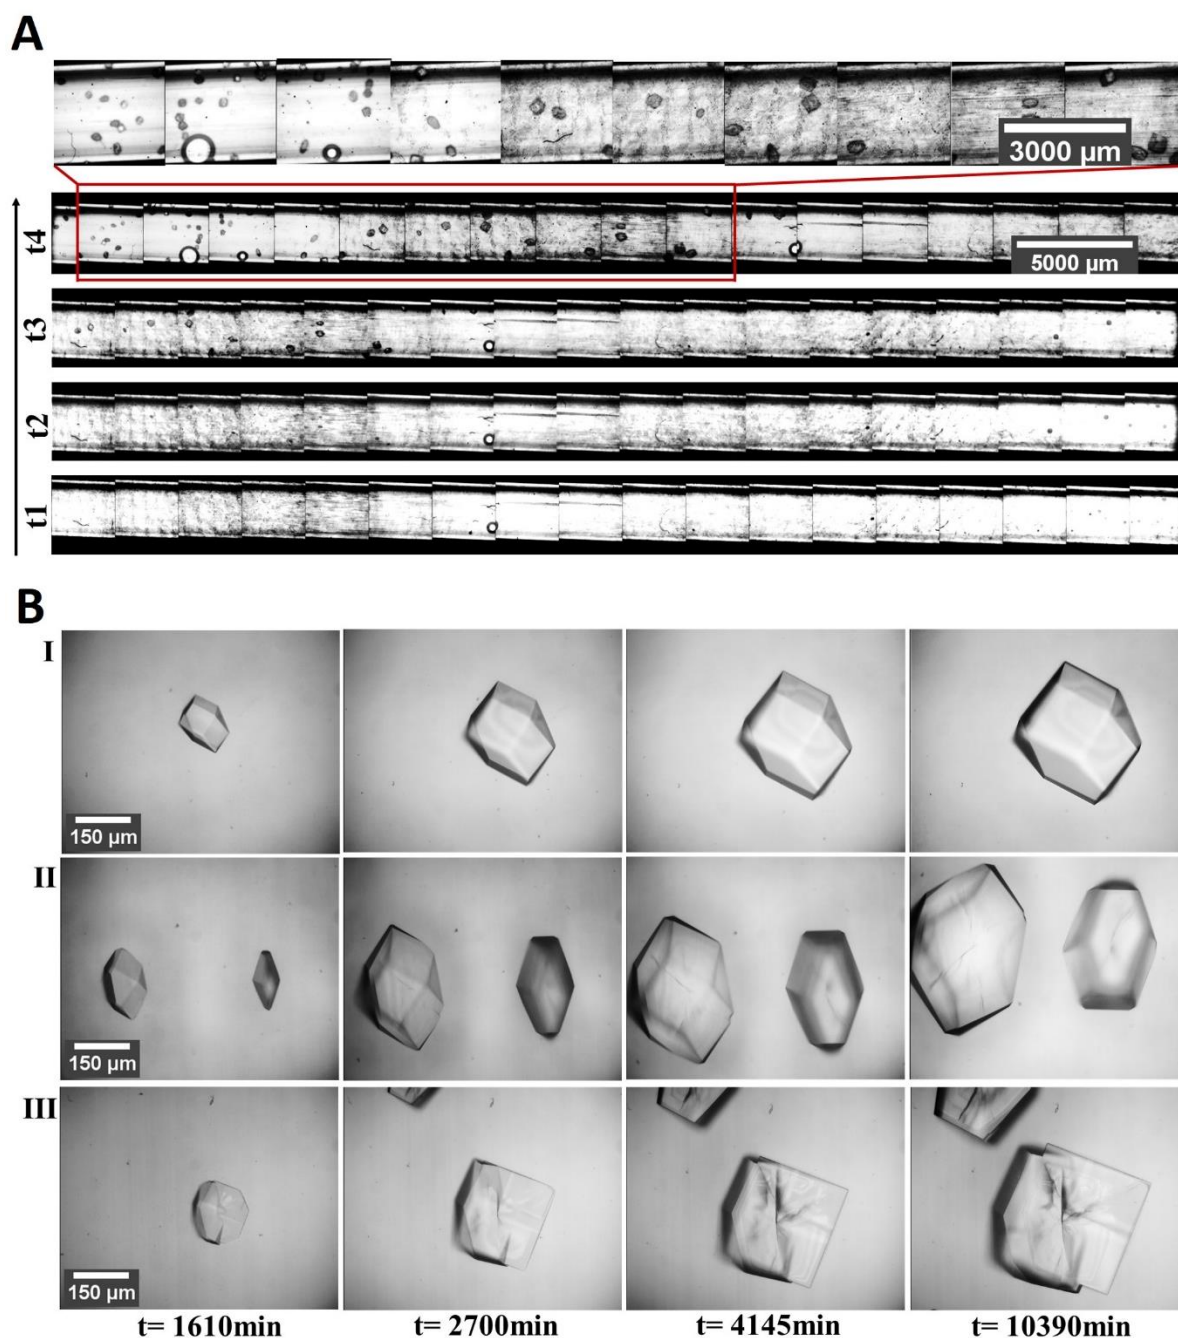 A
3000 µm
t4
5000 µm
t3
t2
t1
B
I
150 µm
II
150 µm
III
150 µm
t= 1610min
t= 2700min
t= 4145min
t= 10390min